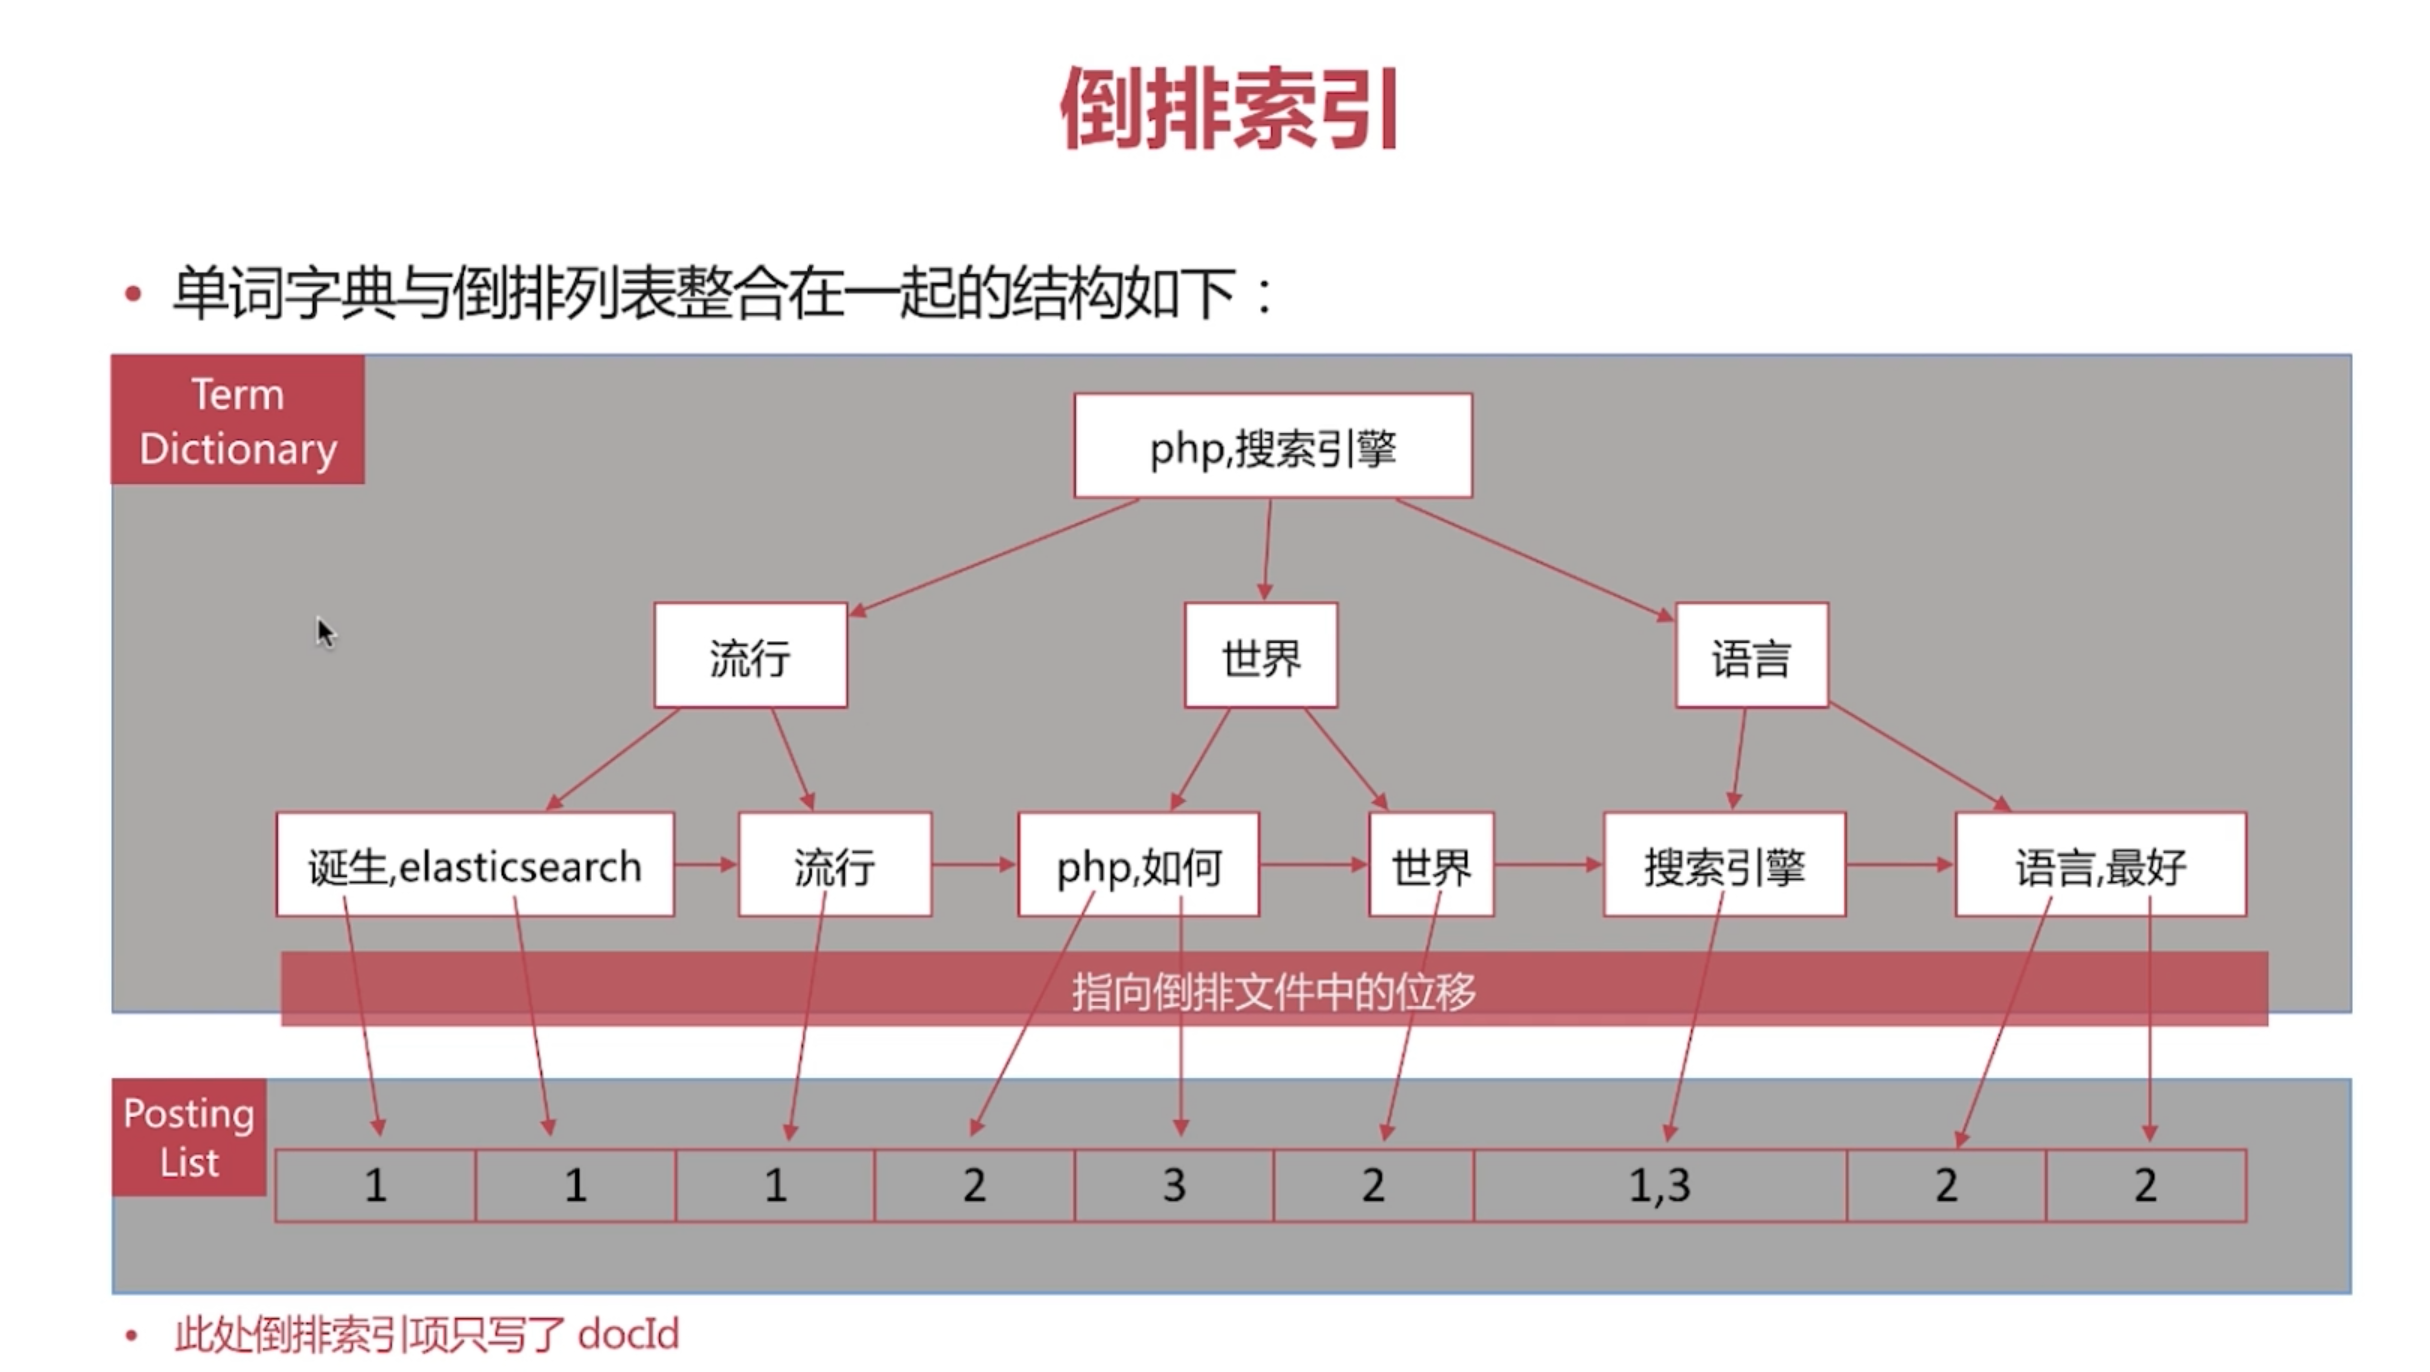 倒排索引
• 单词字典与倒排列表整合在一起的结构如下：
Term
Dictionary
php,搜索引擎
流行
世界
语言
诞生,elasticsearch
流行
php,如何
世界
搜索引擎
语言,最好
指向倒排文件中的位移
Posting
List
1
1
1
2
3
2
1,3
2
2
• 此处倒排索引项只写了 docId